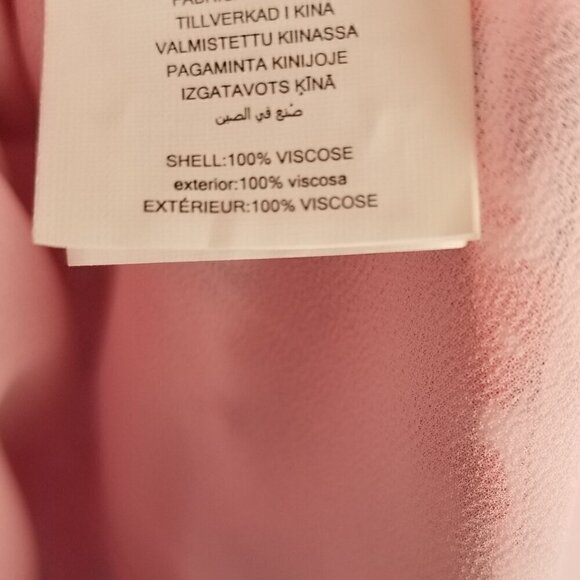 TILLVERKAD I KINA
VALMISTETTU KIINASSA
PAGAMINTA KINIJOJE
IZGATAVOTS ĶĪNĀ
صُنع في الصين
SHELL:100% VISCOSE
exterior:100% viscosa
EXTÉRIEUR:100% VISCOSE